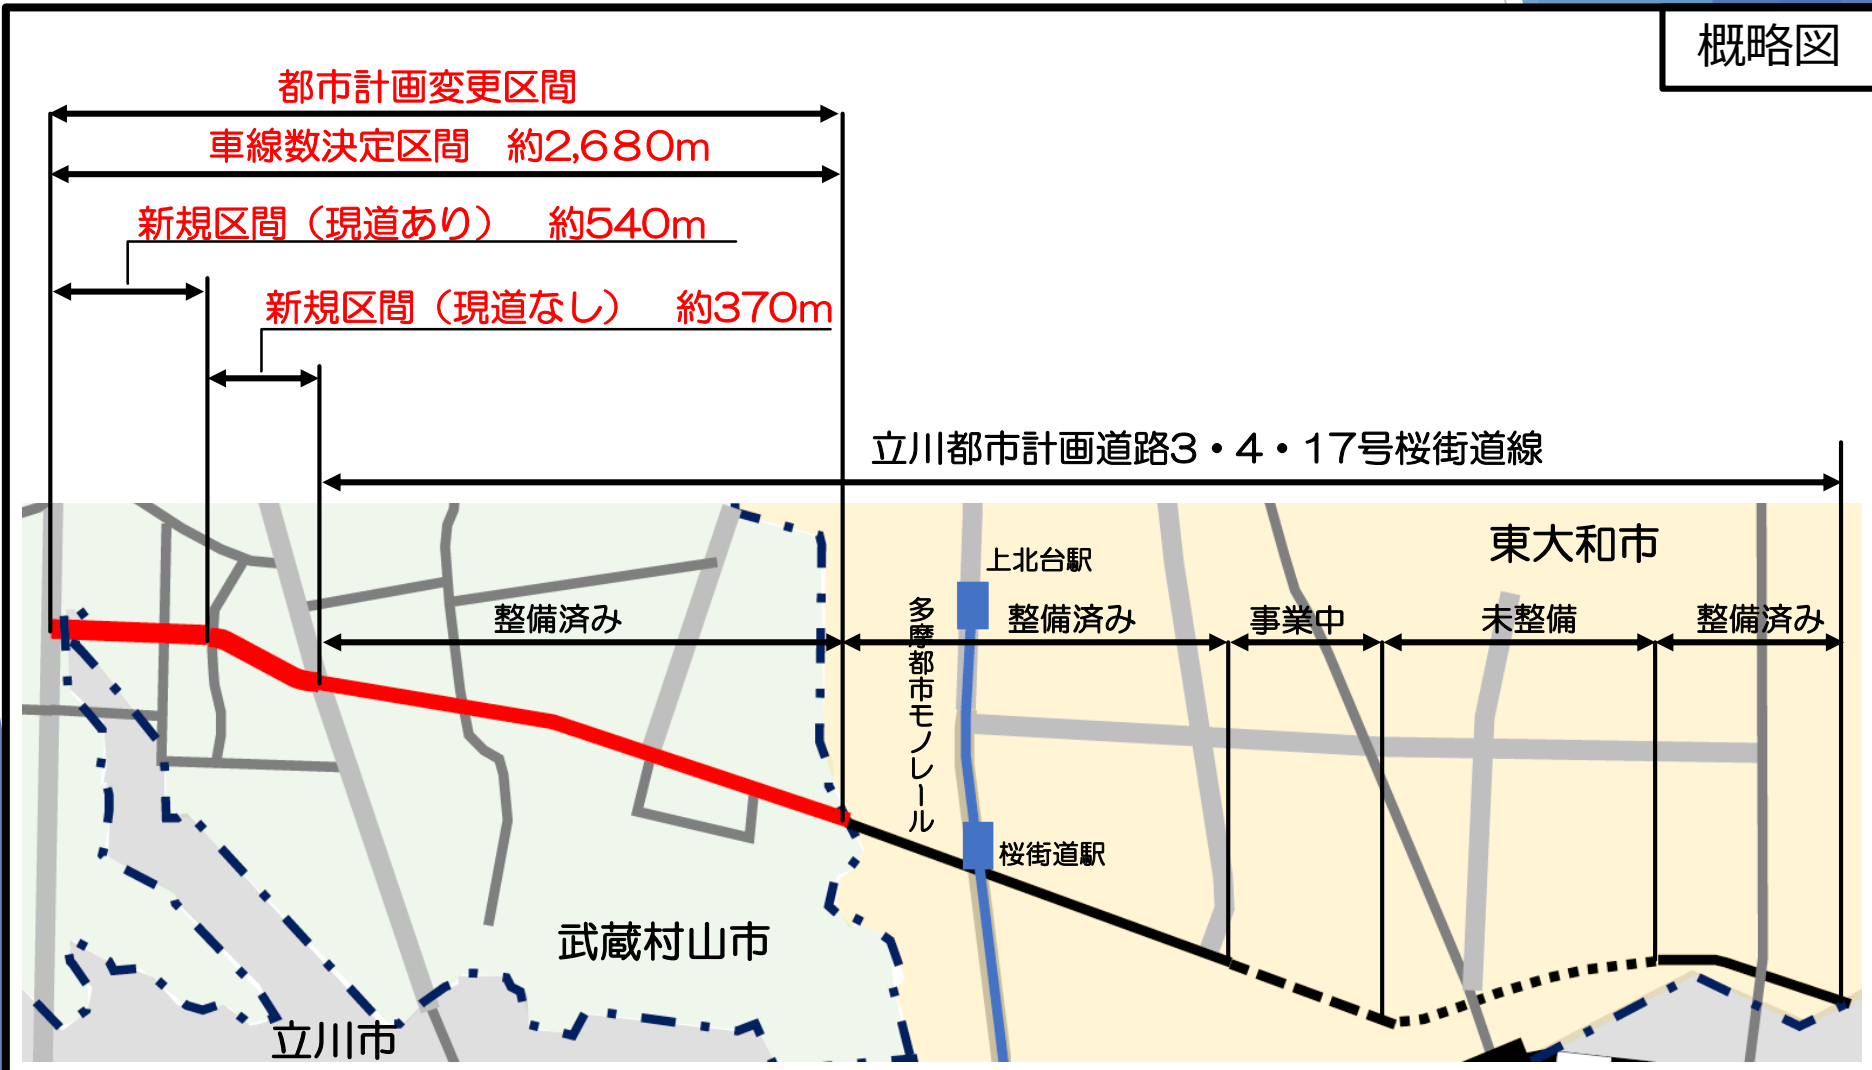 概略図
都市計画変更区間
車線数決定区間　約2,680m
新規区間（現道あり）　約540m
新規区間（現道なし）　約370m
立川都市計画道路3・4・17号桜街道線
東大和市
上北台駅
整備済み
多摩都市モノレール
整備済み
事業中
未整備
整備済み
桜街道駅
武蔵村山市
立川市